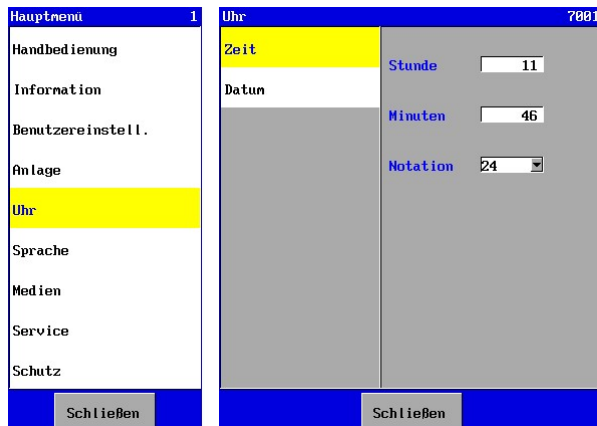 Hauptmenü 1
Handbedienung
Information
Benutzereinstell.
Anlage
Uhr
Sprache
Medien
Service
Schutz
Schließen
Uhr 7001
Zeit
Datum
Stunde 11
Minuten 46
Notation 24
Schließen